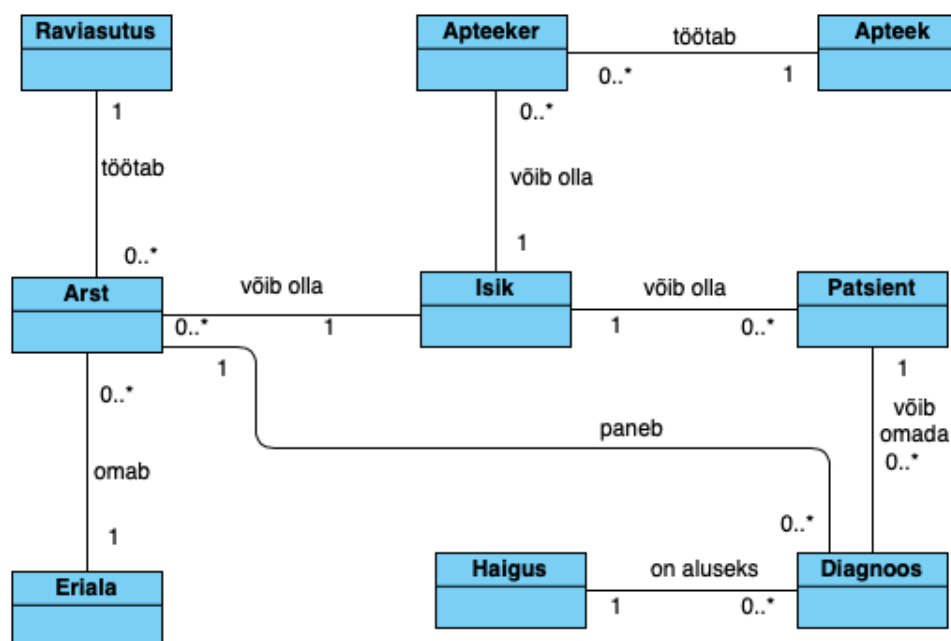 Raviasutus
Apteeker
töötab
Apteek
0..*
1
1
0..*
töötab
võib olla
0..*
1
Arst
võib olla
Isik
võib olla
Patsient
0..*
1
1
0..*
1
1
0..*
võib
omada
paneb
0..*
omab
1
0..*
Eriala
Haigus
on aluseks
Diagnoos
1
0..*